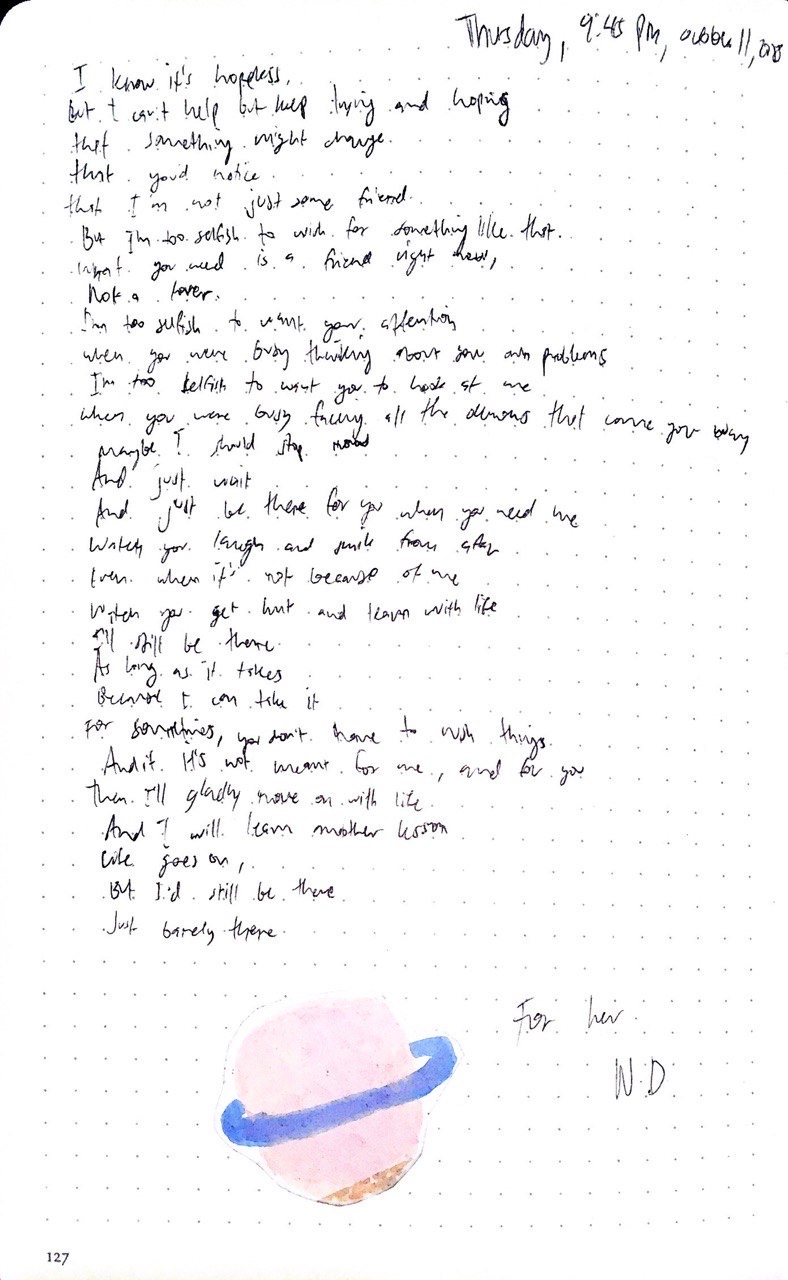 Thursday, 9:45 PM, October 11, 2018
I know it's hopeless,
But I can't help but keep trying and hoping
that something might change.
that you'd notice
that I'm not just some friend.
But I'm too selfish to wish for something like that.
what you need is a friend right now,
Not a lover.
I'm too selfish to want your attention
when you were busy thinking about your own problems
I'm too selfish to want you to look at me
when you were busy facing all the demons that come your way
maybe I should stop
And just wait
And just be there for you when you need me
Watch you laugh and smile from afar
Even when it's not because of me
Watch you get hurt and learn with life
I'll still be there.
As long as it takes
Because I can take it
For sometimes, you don't have to rush things.
And if it's not meant for me, and for you
then I'll gladly move on with life.
And I will learn another lesson
Life goes on,
But I'd still be there
Just barely there.
For her.
N.D
127